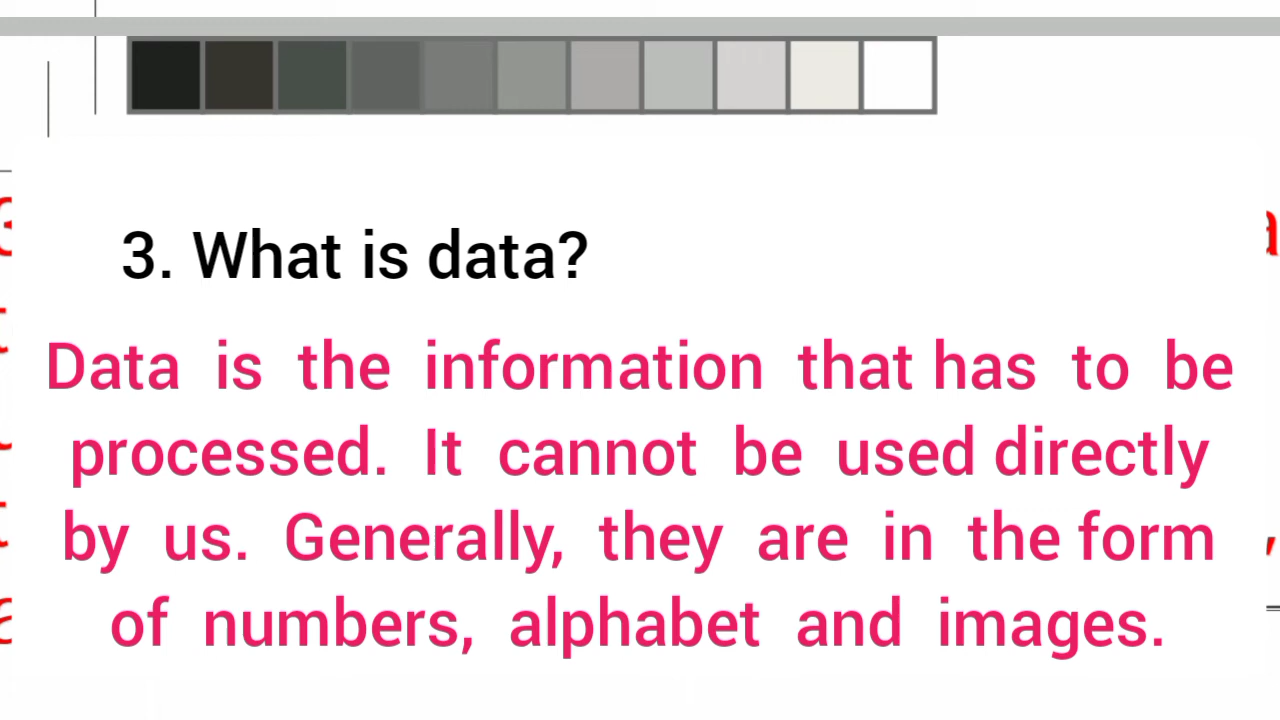 3. What is data?
Data is the information that has to be
processed. It cannot be used directly
by us. Generally, they are in the form
of numbers, alphabet and images.